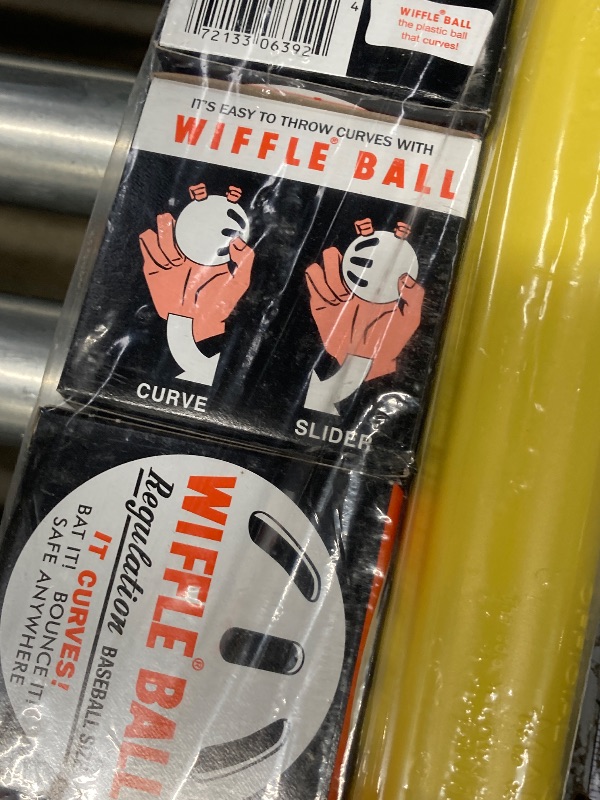 72133 06392
4
WIFFLE® BALL
the plastic ball
that curves!
IT'S EASY TO THROW CURVES WITH
WIFFLE® BALL
CURVE
SLIDER
WIFFLE® BALL
Regulation BASEBALL
IT CURVES!
BAT IT! BOUNCE IT!
SAFE ANYWHERE